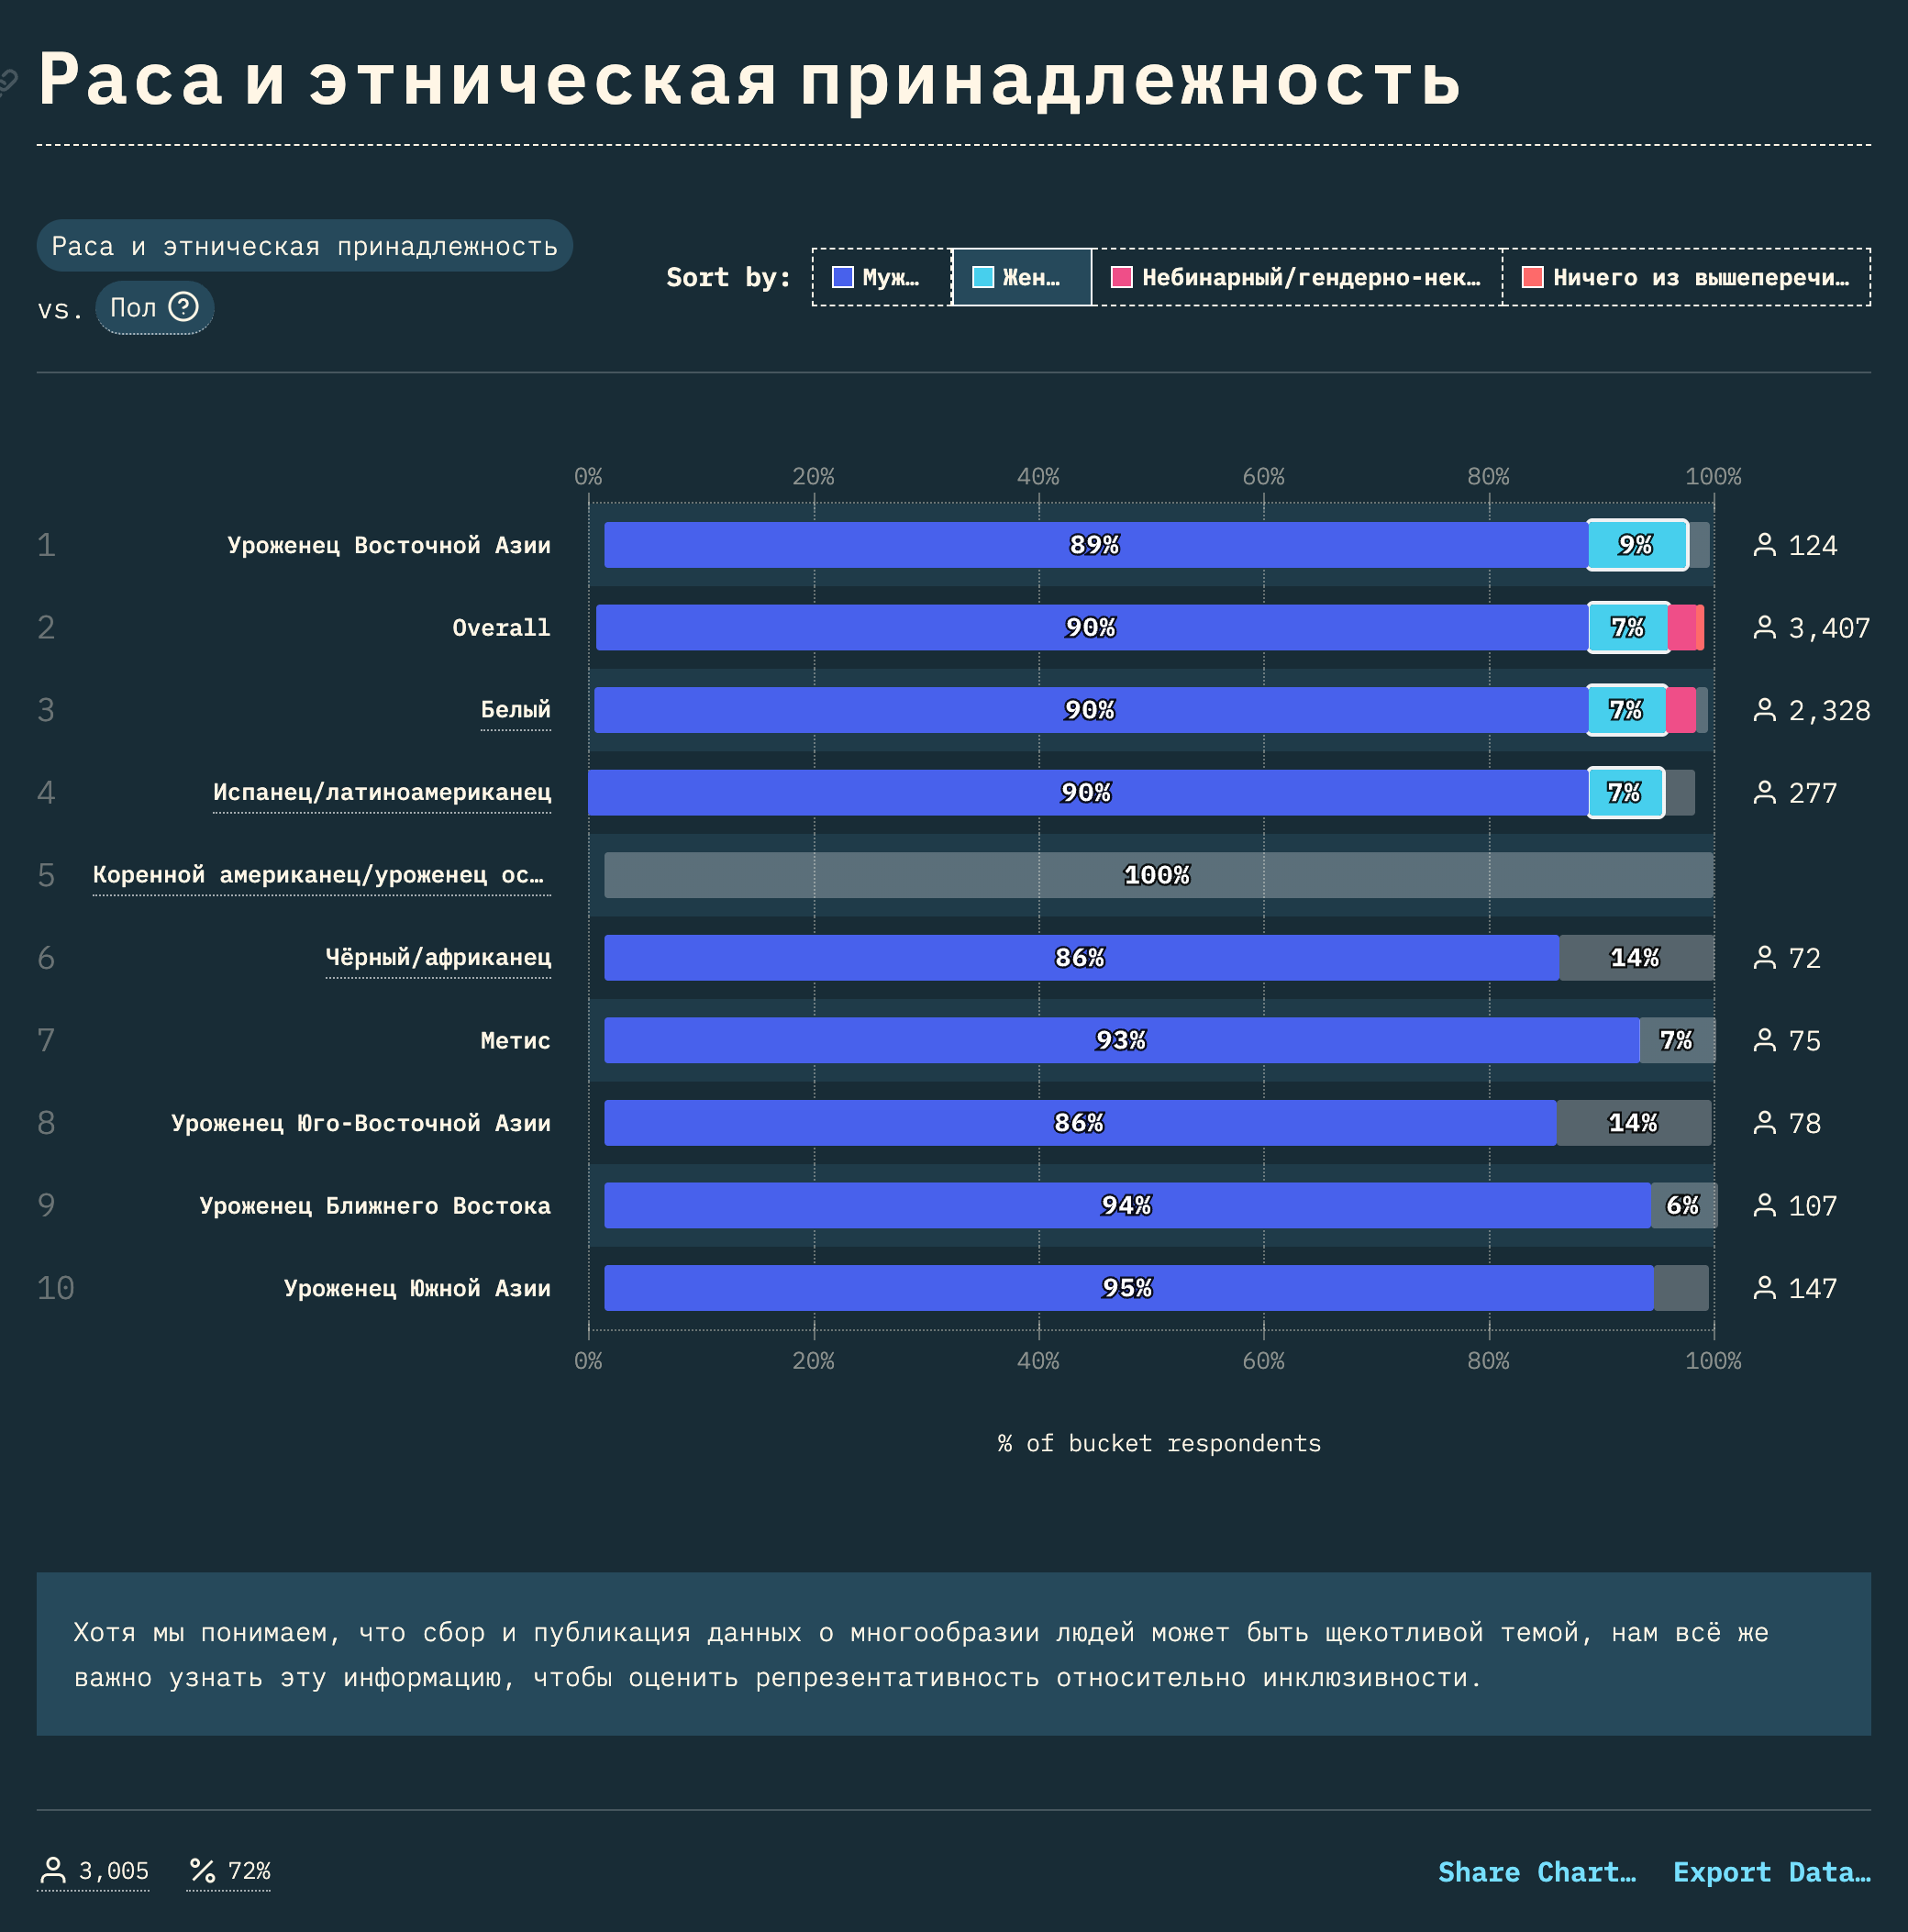 Раса и этническая принадлежность
Раса и этническая принадлежность
vs. Пол
Sort by: Муж… Жен… Небинарный/гендерно-нек… Ничего из вышеперечи…
0% 20% 40% 60% 80% 100%
1 Уроженец Восточной Азии 89% 9% 124
2 Overall 90% 7% 3,407
3 Белый 90% 7% 2,328
4 Испанец/латиноамериканец 90% 7% 277
5 Коренной американец/уроженец ос… 100%
6 Чёрный/африканец 86% 14% 72
7 Метис 93% 7% 75
8 Уроженец Юго-Восточной Азии 86% 14% 78
9 Уроженец Ближнего Востока 94% 6% 107
10 Уроженец Южной Азии 95% 147
0% 20% 40% 60% 80% 100%
% of bucket respondents
Хотя мы понимаем, что сбор и публикация данных о многообразии людей может быть щекотливой темой, нам всё же
важно узнать эту информацию, чтобы оценить репрезентативность относительно инклюзивности.
3,005 % 72% Share Chart… Export Data…